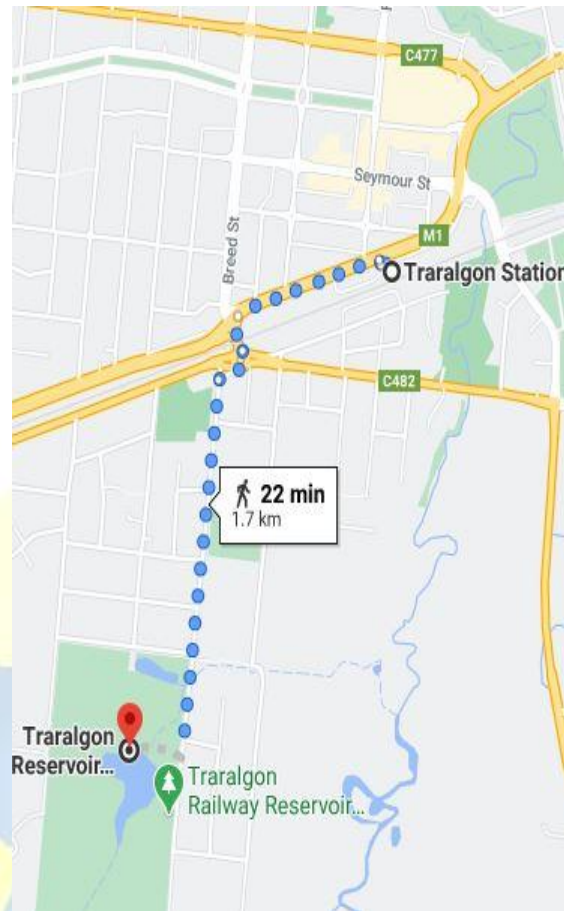 C477
Seymour St
Breed St
M1
Traralgon Station
C482
22 min
1.7 km
Traralgon
Reservoir...
Traralgon
Railway Reservoir...